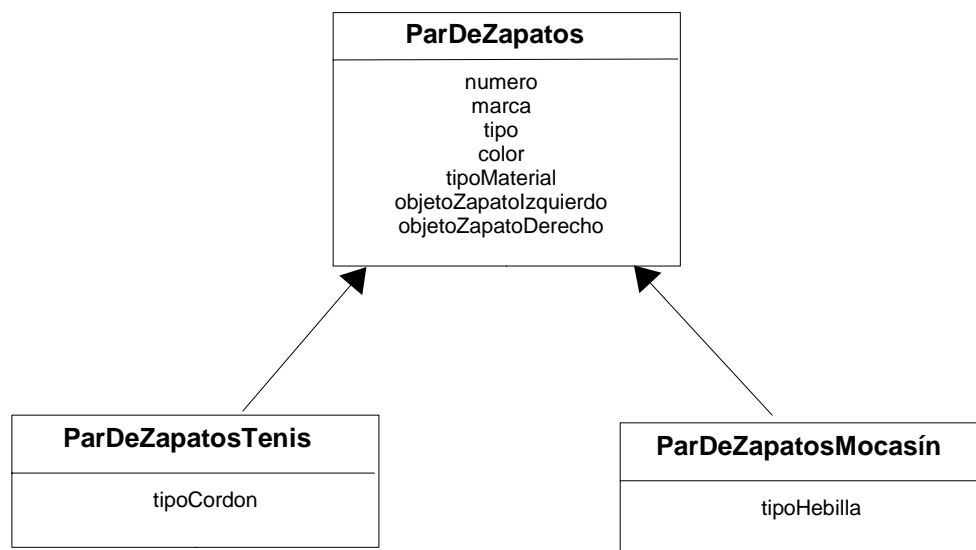 ParDeZapatos
numero
marca
tipo
color
tipoMaterial
objetoZapatoIzquierdo
objetoZapatoDerecho
ParDeZapatosTenis
tipoCordon
ParDeZapatosMocasín
tipoHebilla